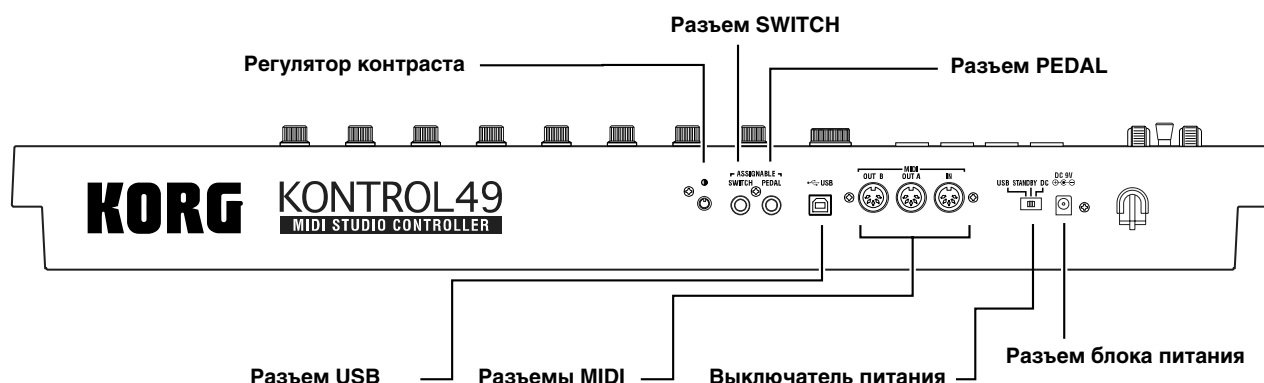 Разъем SWITCH
Регулятор контраста
Разъем PEDAL
KORG
KONTROL49
MIDI STUDIO CONTROLLER
ASSIGNABLE
SWITCH
PEDAL
USB
MIDI
OUT B
OUT A
IN
USB STANDBY DC
DC 9V
Разъем USB
Разъемы MIDI
Выключатель питания
Разъем блока питания